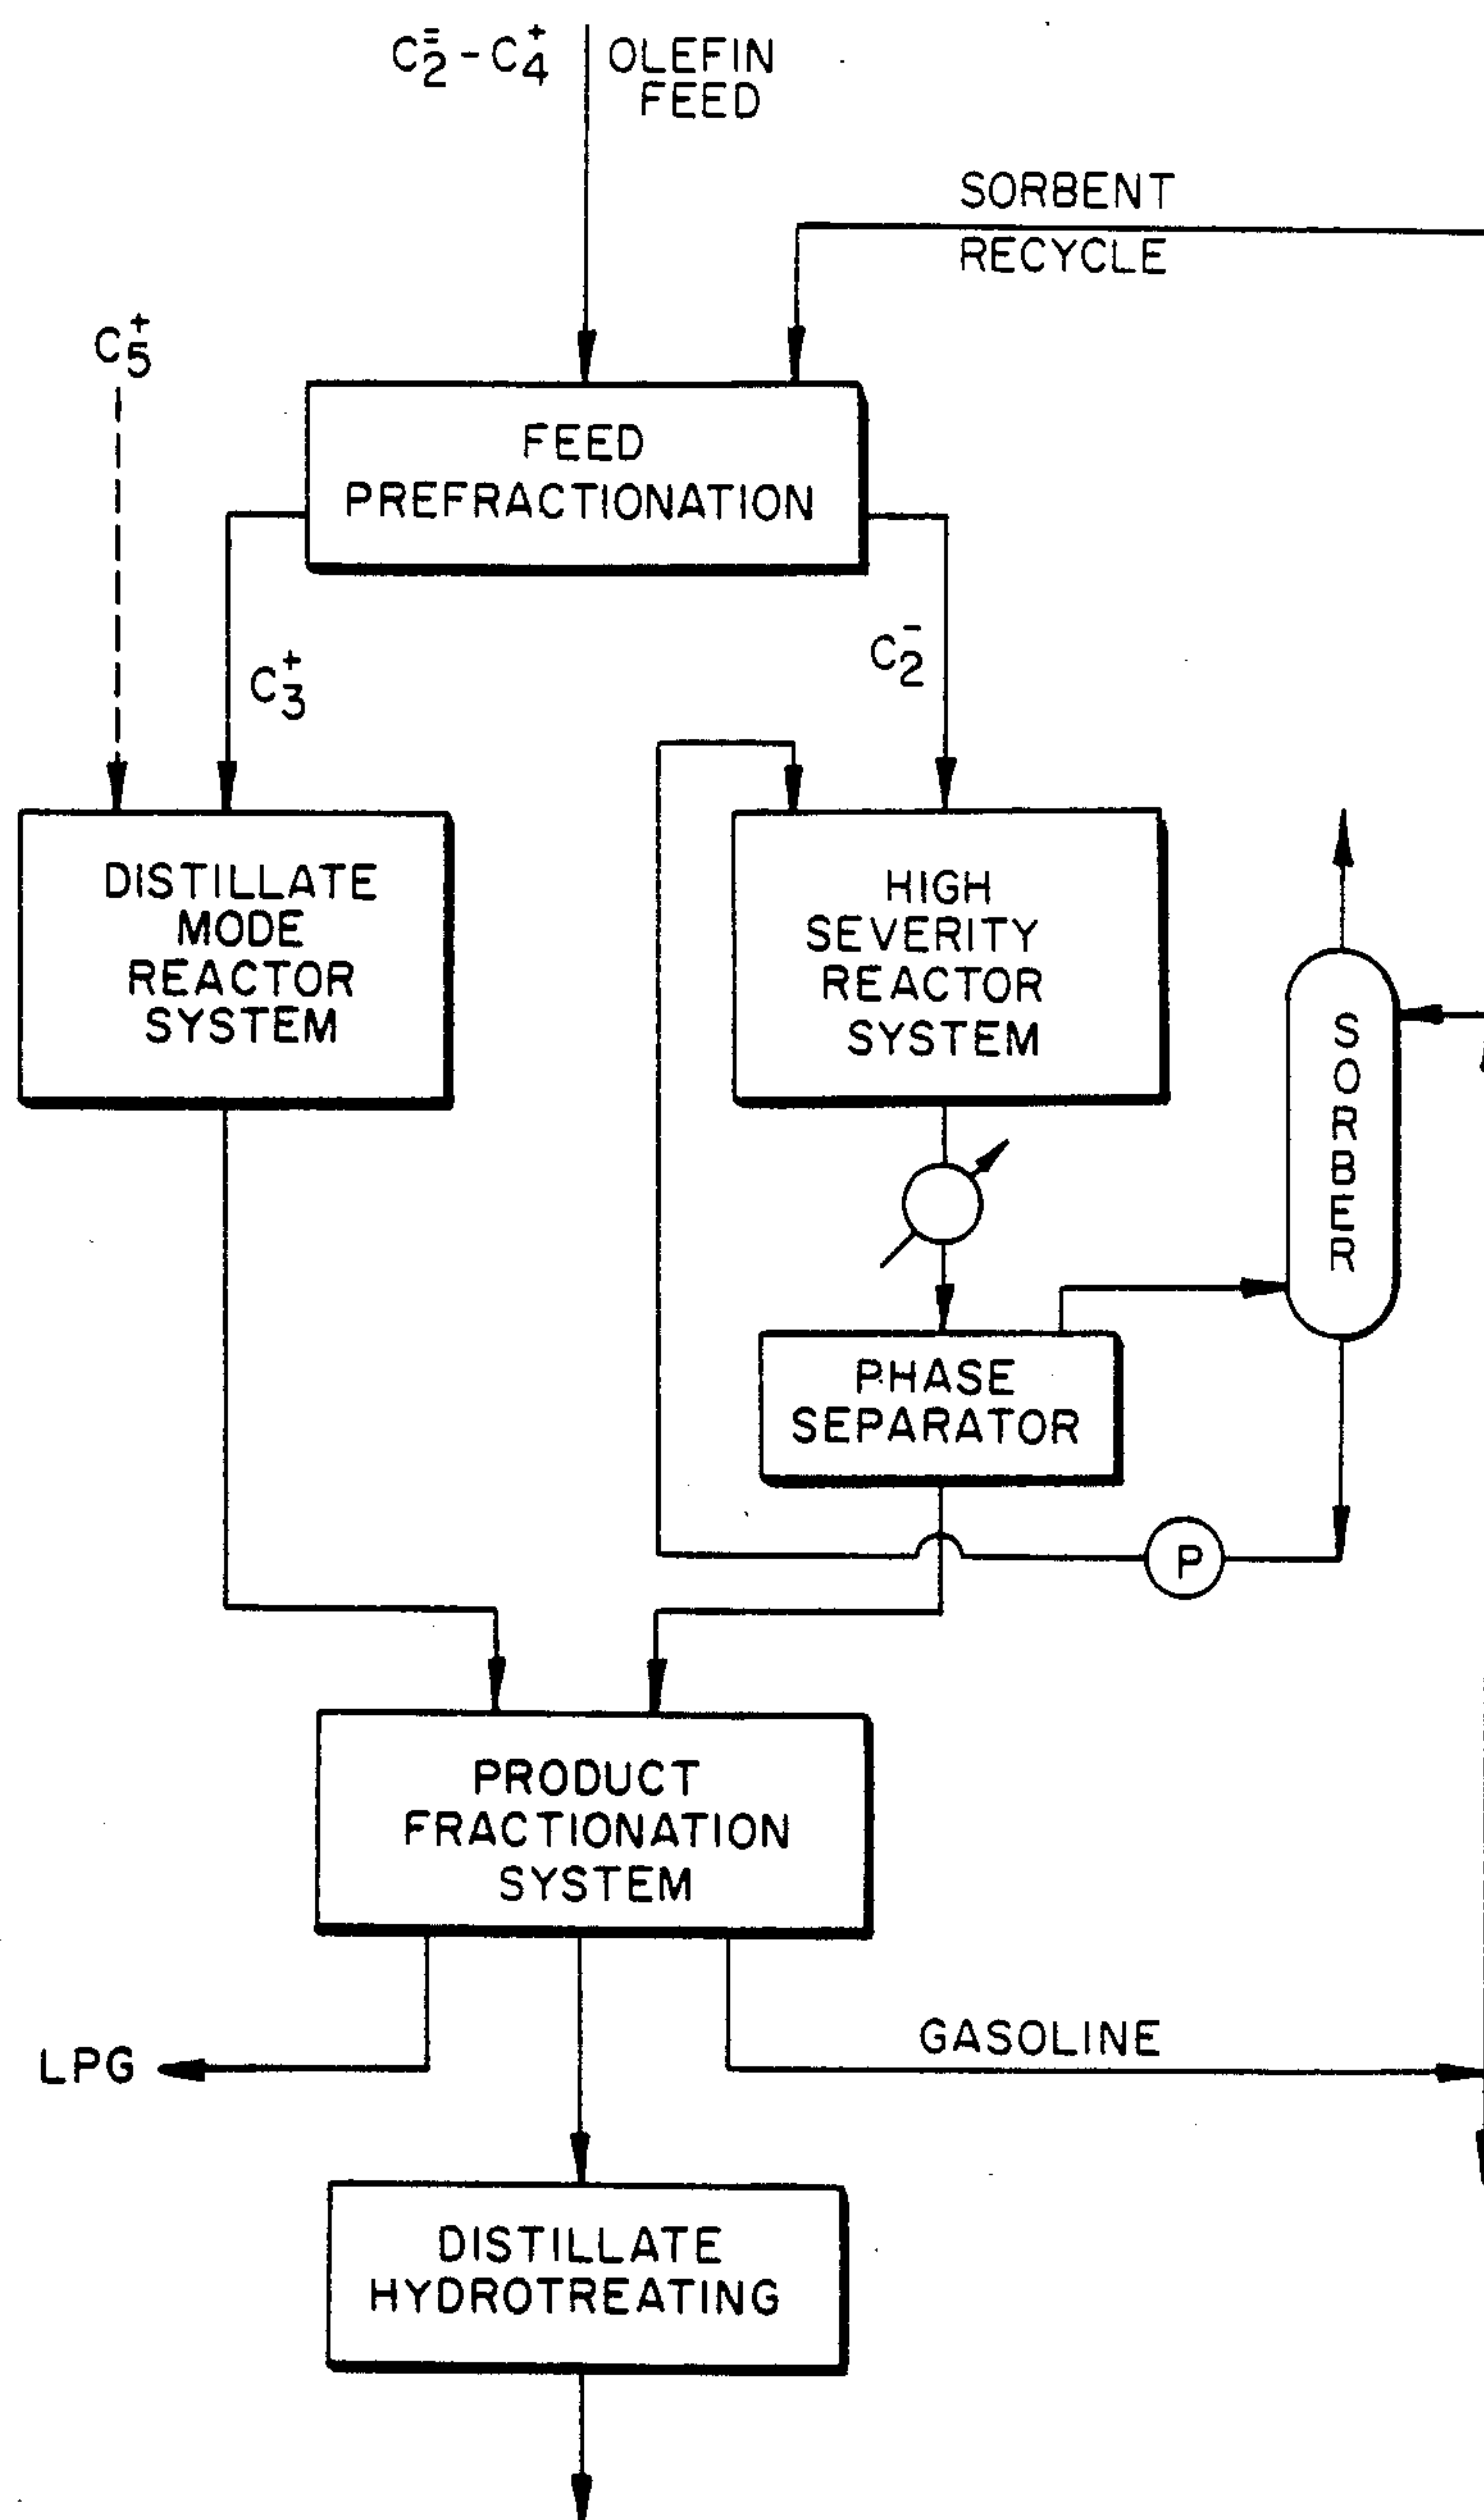 C₂⁼-C₄⁺
OLEFIN
FEED
SORBENT
RECYCLE
C₅⁺
FEED
PREFRACTIONATION
C₃⁺
C₂⁻
DISTILLATE
MODE
REACTOR
SYSTEM
HIGH
SEVERITY
REACTOR
SYSTEM
SORBER
PHASE
SEPARATOR
P
PRODUCT
FRACTIONATION
SYSTEM
GASOLINE
LPG
DISTILLATE
HYDROTREATING